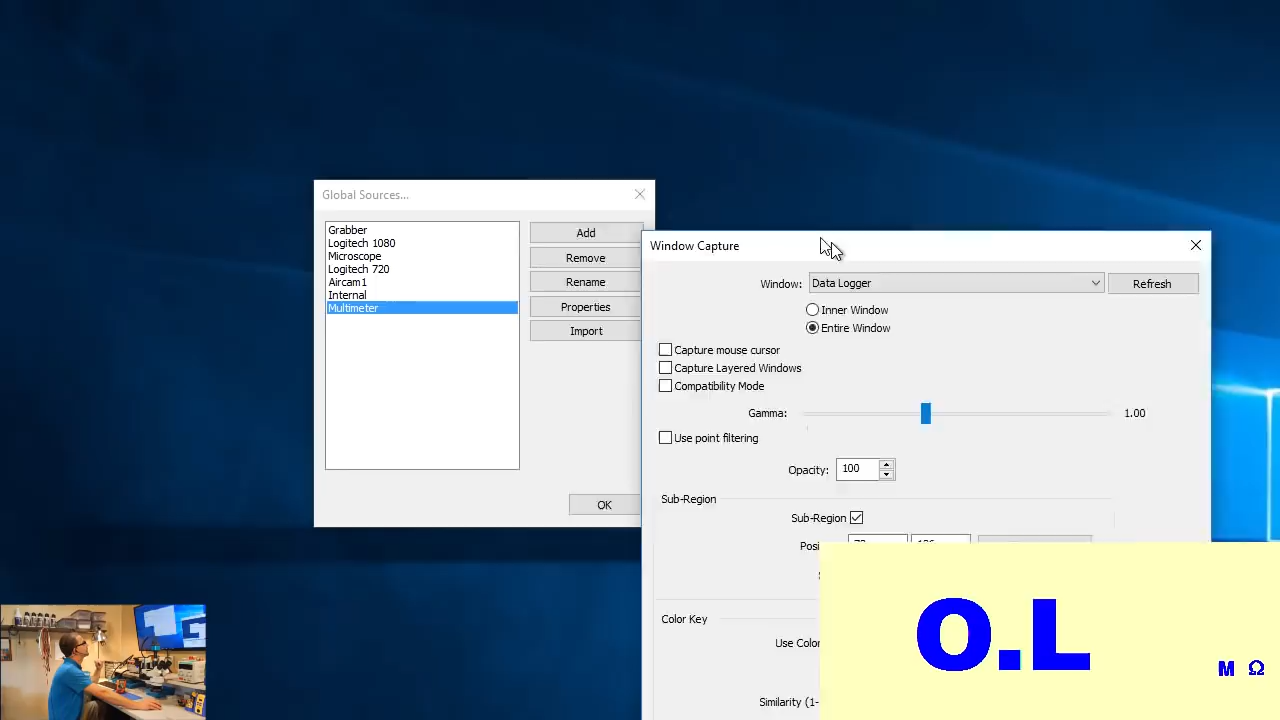 Global Sources...
Grabber
Logitech 1080
Microscope
Logitech 720
Aircam1
Internal
Multimeter
Add
Remove
Rename
Properties
Import
OK
Window Capture
Window: Data Logger Refresh
Inner Window
Entire Window
Capture mouse cursor
Capture Layered Windows
Compatibility Mode
Gamma: 1.00
Use point filtering
Opacity: 100
Sub-Region
Sub-Region
Color Key
O.L
M Ω